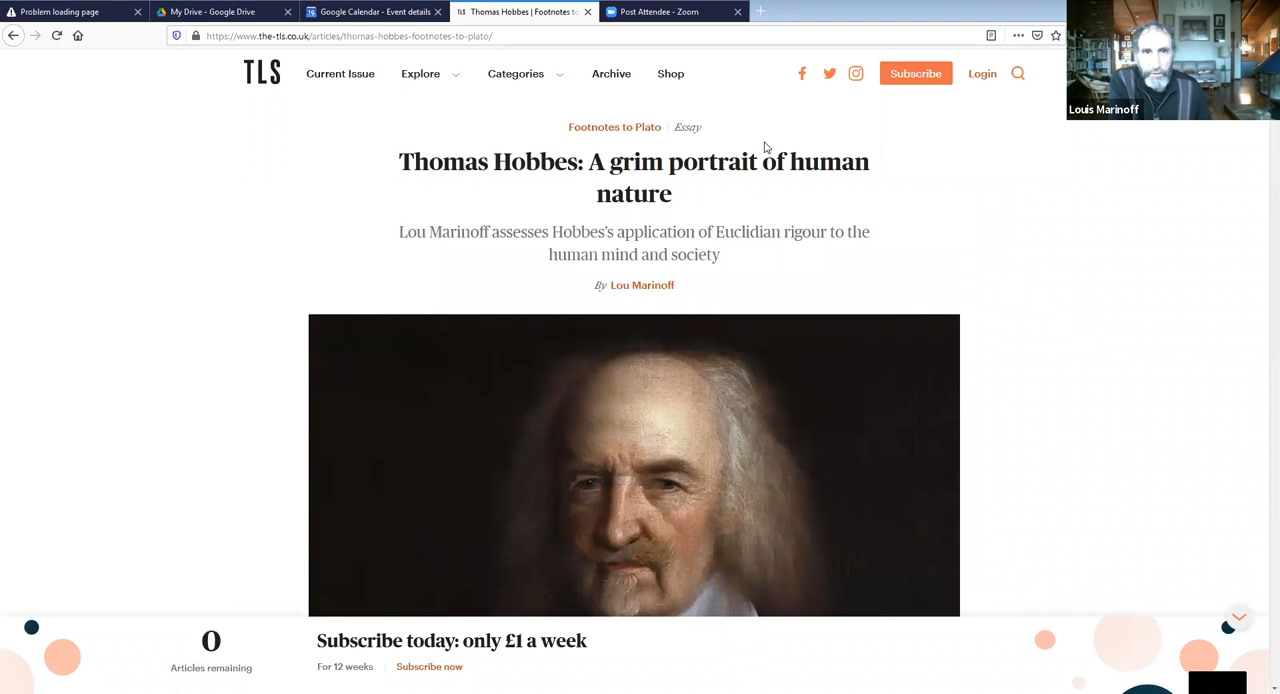 Problem loading page
My Drive - Google Drive
Google Calendar - Event details
TLS Thomas Hobbes | Footnotes to
Post Attendee - Zoom
https://www.the-tls.co.uk/articles/thomas-hobbes-footnotes-to-plato/
Louis Marinoff
TLS
Current Issue
Explore
Categories
Archive
Shop
Subscribe
Login
Footnotes to Plato | Essay
Thomas Hobbes: A grim portrait of human
nature
Lou Marinoff assesses Hobbes's application of Euclidian rigour to the
human mind and society
By Lou Marinoff
0
Articles remaining
Subscribe today: only £1 a week
For 12 weeks
Subscribe now